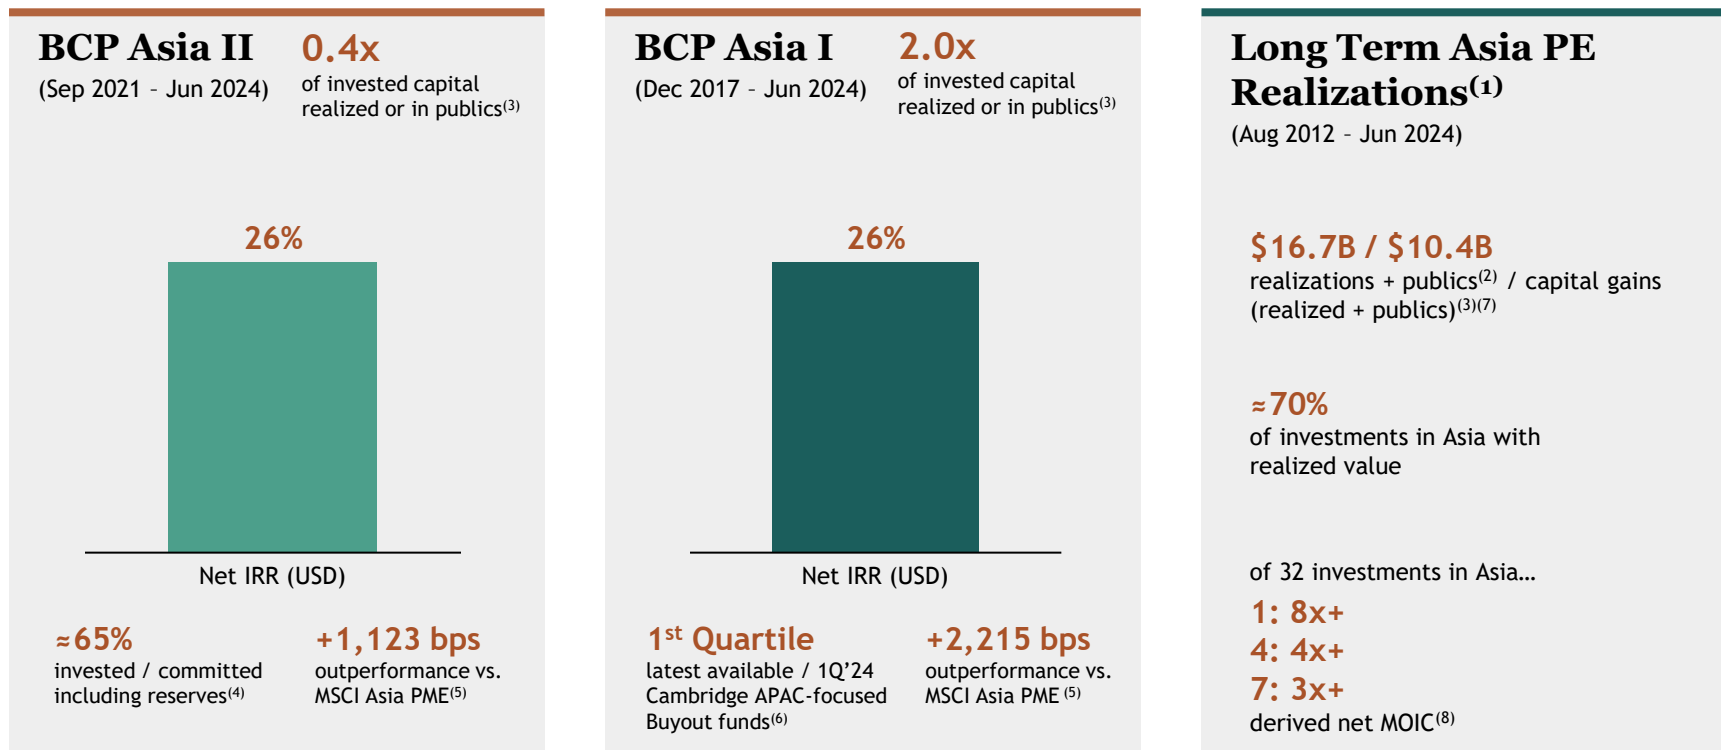 BCP Asia II
(Sep 2021 – Jun 2024)
0.4x
of invested capital
realized or in publics(3)
26%
Net IRR (USD)
≈65%
invested / committed
including reserves(4)
+1,123 bps
outperformance vs.
MSCI Asia PME(5)
BCP Asia I
(Dec 2017 – Jun 2024)
2.0x
of invested capital
realized or in publics(3)
26%
Net IRR (USD)
1st Quartile
latest available / 1Q’24
Cambridge APAC-focused
Buyout funds(6)
+2,215 bps
outperformance vs.
MSCI Asia PME (5)
Long Term Asia PE
Realizations(1)
(Aug 2012 – Jun 2024)
$16.7B / $10.4B
realizations + publics(2) / capital gains
(realized + publics)(3)(7)
≈70%
of investments in Asia with
realized value
of 32 investments in Asia…
1: 8x+
4: 4x+
7: 3x+
derived net MOIC(8)